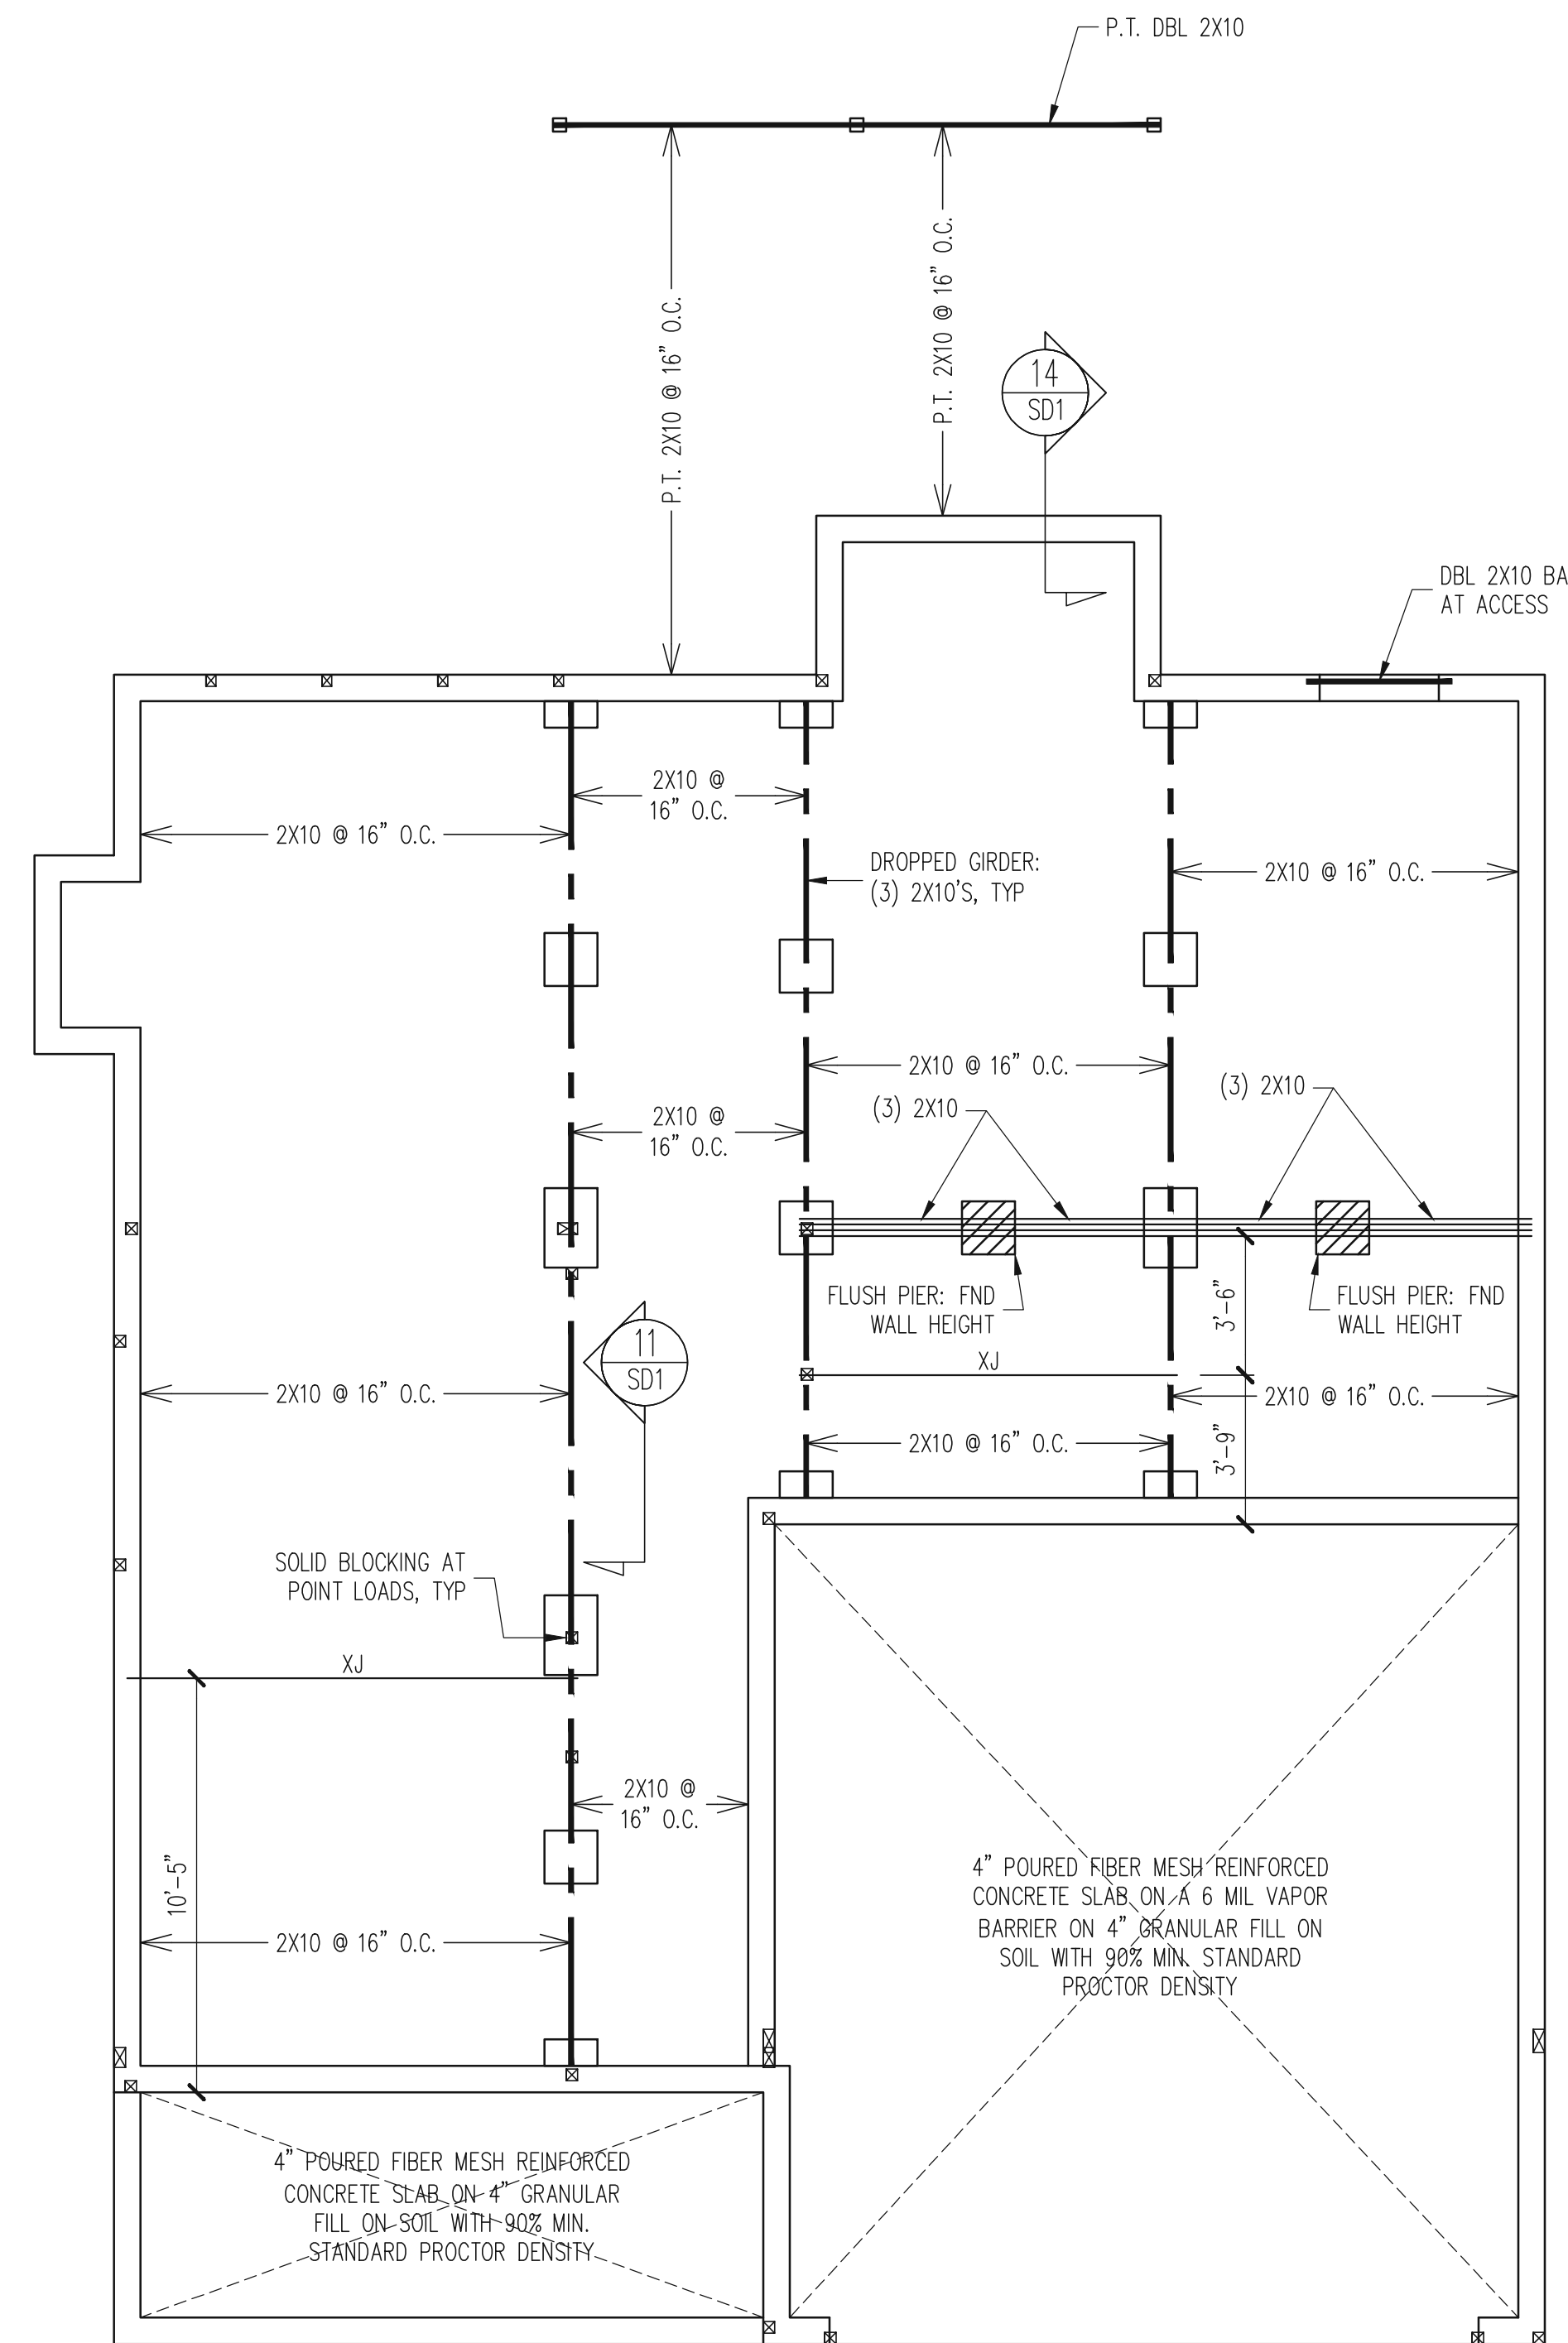 P.T. DBL 2X10
P.T. 2X10 @ 16" O.C.
P.T. 2X10 @ 16" O.C.
14
SD1
DBL 2X10 BA
AT ACCESS
2X10 @
16" O.C.
2X10 @ 16" O.C.
DROPPED GIRDER:
(3) 2X10'S, TYP
2X10 @ 16" O.C.
2X10 @ 16" O.C.
(3) 2X10
(3) 2X10
2X10 @
16" O.C.
FLUSH PIER: FND
WALL HEIGHT
3'-6"
FLUSH PIER: FND
WALL HEIGHT
11
SD1
XJ
2X10 @ 16" O.C.
2X10 @ 16" O.C.
2X10 @ 16" O.C.
3'-9"
SOLID BLOCKING AT
POINT LOADS, TYP
XJ
2X10 @
16" O.C.
10'-5"
2X10 @ 16" O.C.
4" POURED FIBER MESH REINFORCED
CONCRETE SLAB ON A 6 MIL VAPOR
BARRIER ON 4" GRANULAR FILL ON
SOIL WITH 90% MIN. STANDARD
PROCTOR DENSITY
4" POURED FIBER MESH REINFORCED
CONCRETE SLAB ON 4" GRANULAR
FILL ON SOIL WITH 90% MIN.
STANDARD PROCTOR DENSITY